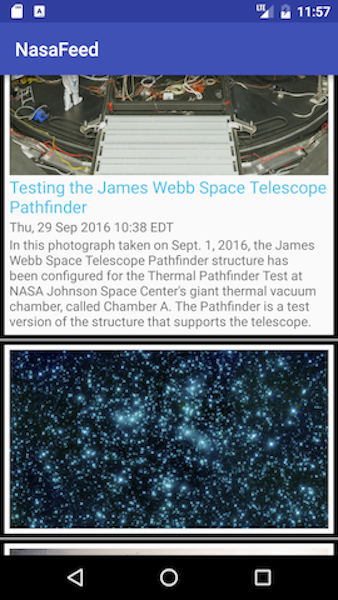 LTE 11:57
A
NasaFeed
Testing the James Webb Space Telescope
Pathfinder
Thu, 29 Sep 2016 10:38 EDT
In this photograph taken on Sept. 1, 2016, the James
Webb Space Telescope Pathfinder structure has
been configured for the Thermal Pathfinder Test at
NASA Johnson Space Center's giant thermal vacuum
chamber, called Chamber A. The Pathfinder is a test
version of the structure that supports the telescope.